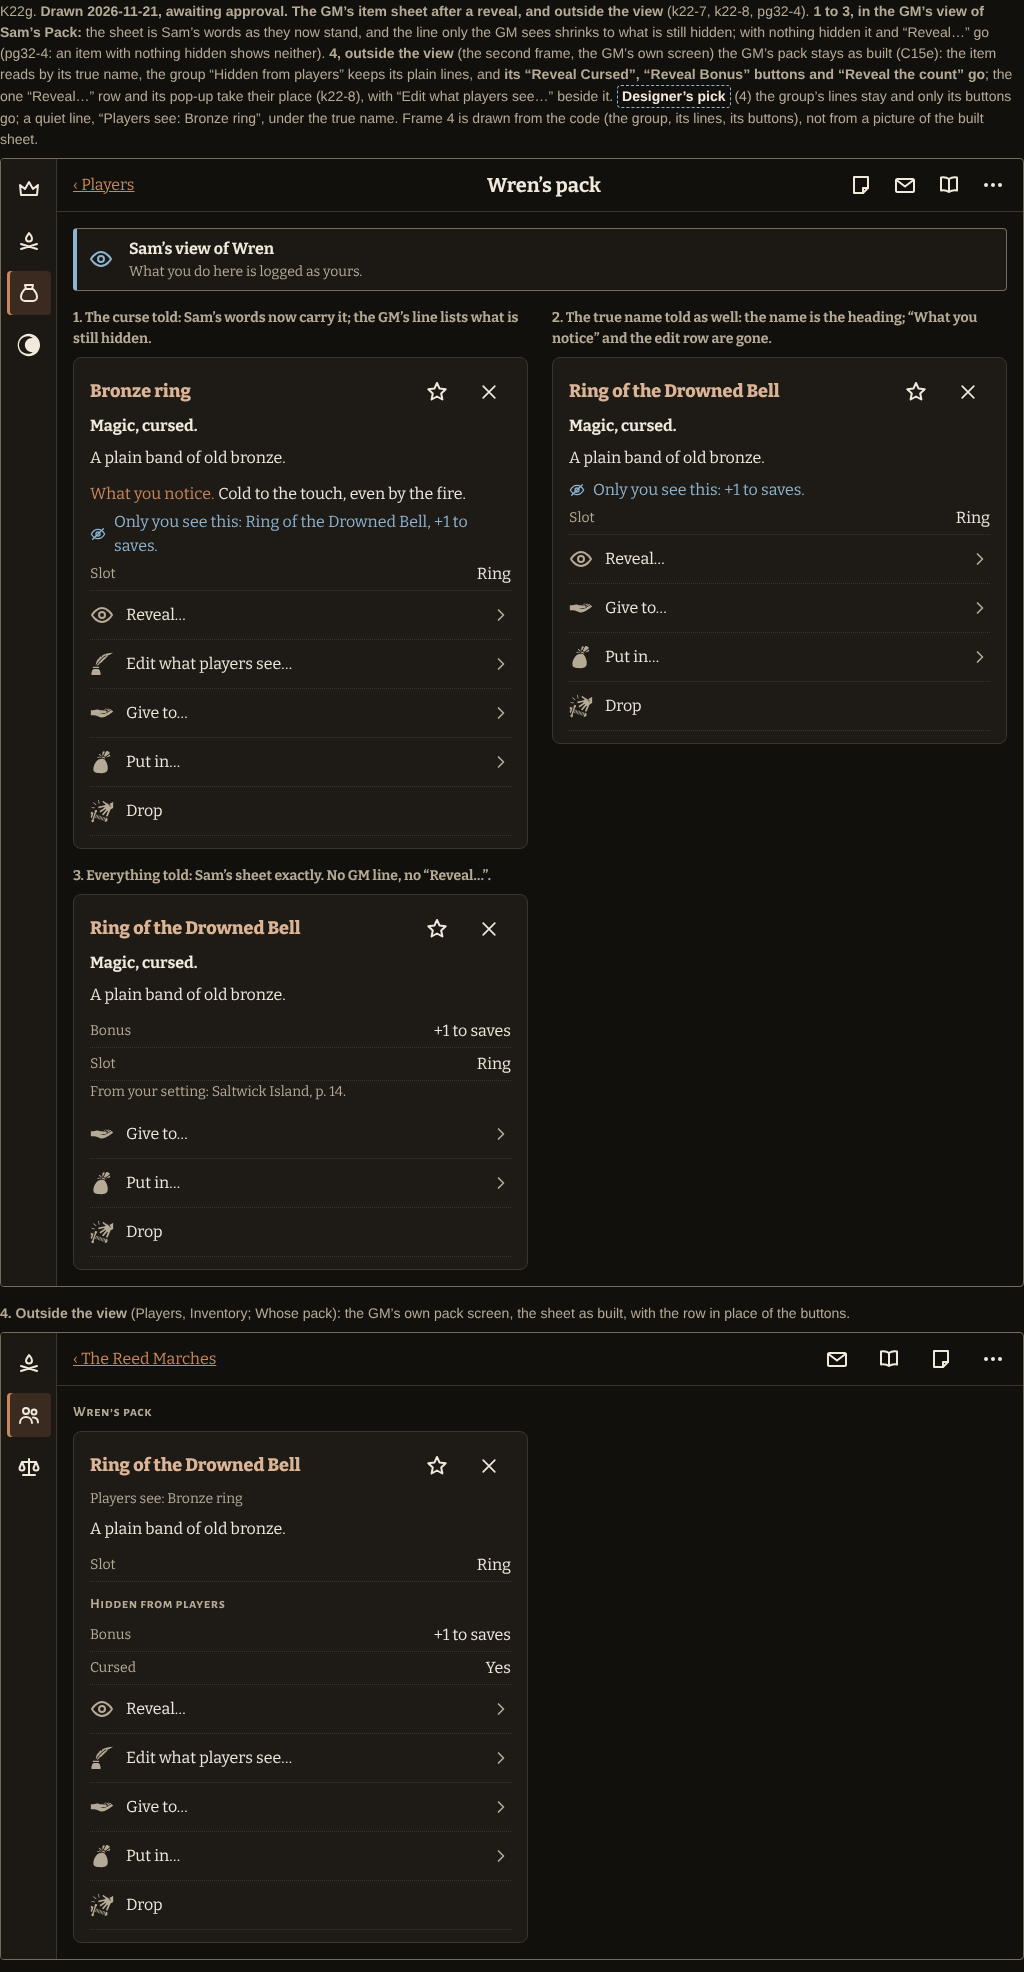 K22g. Drawn 2026-11-21, awaiting approval. The GM’s item sheet after a reveal, and outside the view (k22-7, k22-8, pg32-4). 1 to 3, in the GM’s view of
Sam’s Pack: the sheet is Sam’s words as they now stand, and the line only the GM sees shrinks to what is still hidden; with nothing hidden it and “Reveal…” go
(pg32-4: an item with nothing hidden shows neither). 4, outside the view (the second frame, the GM’s own screen) the GM’s pack stays as built (C15e): the item
reads by its true name, the group “Hidden from players” keeps its plain lines, and its “Reveal Cursed”, “Reveal Bonus” buttons and “Reveal the count” go; the
one “Reveal…” row and its pop-up take their place (k22-8), with “Edit what players see…” beside it. Designer’s pick (4) the group’s lines stay and only its buttons
go; a quiet line, “Players see: Bronze ring”, under the true name. Frame 4 is drawn from the code (the group, its lines, its buttons), not from a picture of the built
sheet.
‹ Players
Wren’s pack
Sam’s view of Wren
What you do here is logged as yours.
1. The curse told: Sam’s words now carry it; the GM’s line lists what is
still hidden.
Bronze ring
Magic, cursed.
A plain band of old bronze.
What you notice. Cold to the touch, even by the fire.
Only you see this: Ring of the Drowned Bell, +1 to
saves.
Slot Ring
Reveal…
Edit what players see…
Give to…
Put in…
Drop
2. The true name told as well: the name is the heading; “What you
notice” and the edit row are gone.
Ring of the Drowned Bell
Magic, cursed.
A plain band of old bronze.
Only you see this: +1 to saves.
Slot Ring
Reveal…
Give to…
Put in…
Drop
3. Everything told: Sam’s sheet exactly. No GM line, no “Reveal…”.
Ring of the Drowned Bell
Magic, cursed.
A plain band of old bronze.
Bonus +1 to saves
Slot Ring
From your setting: Saltwick Island, p. 14.
Give to…
Put in…
Drop
4. Outside the view (Players, Inventory; Whose pack): the GM’s own pack screen, the sheet as built, with the row in place of the buttons.
‹ The Reed Marches
Wren’s pack
Ring of the Drowned Bell
Players see: Bronze ring
A plain band of old bronze.
Slot Ring
Hidden from players
Bonus +1 to saves
Cursed Yes
Reveal…
Edit what players see…
Give to…
Put in…
Drop